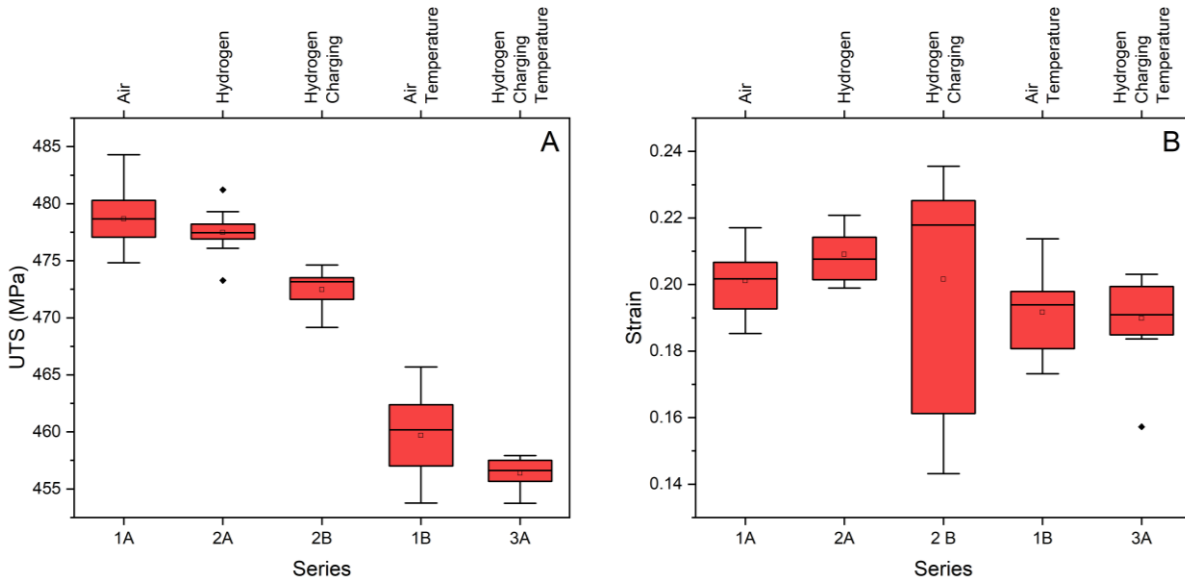 Air
Hydrogen
Hydrogen
Charging
Air
Temperature
Hydrogen
Charging
Temperature
A
UTS (MPa)
485
480
475
470
465
460
455
1A
2A
2B
1B
3A
Series
Air
Hydrogen
Hydrogen
Charging
Air
Temperature
Hydrogen
Charging
Temperature
B
Strain
0.24
0.22
0.20
0.18
0.16
0.14
1A
2A
2 B
1B
3A
Series